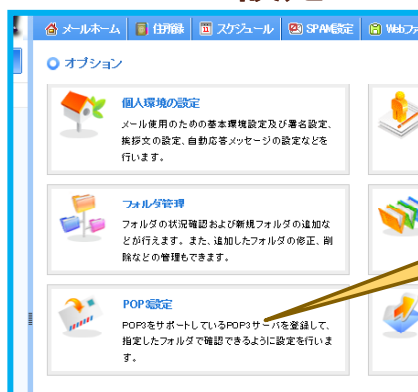 メールホーム 住所録 スケジュール SPAM設定 Webファ
オプション
個人環境の設定
メール使用のための基本環境設定及び署名設定、
挨拶文の設定、自動応答メッセージの設定などを
行います。
フォルダ管理
フォルダの状況確認および新規フォルダの追加な
どが行えます。また、追加したフォルダの修正、削
除などの管理もできます。
POP3設定
POP3をサポートしているPOP3サーバを登録して、
指定したフォルダで確認できるように設定を行いま
す。